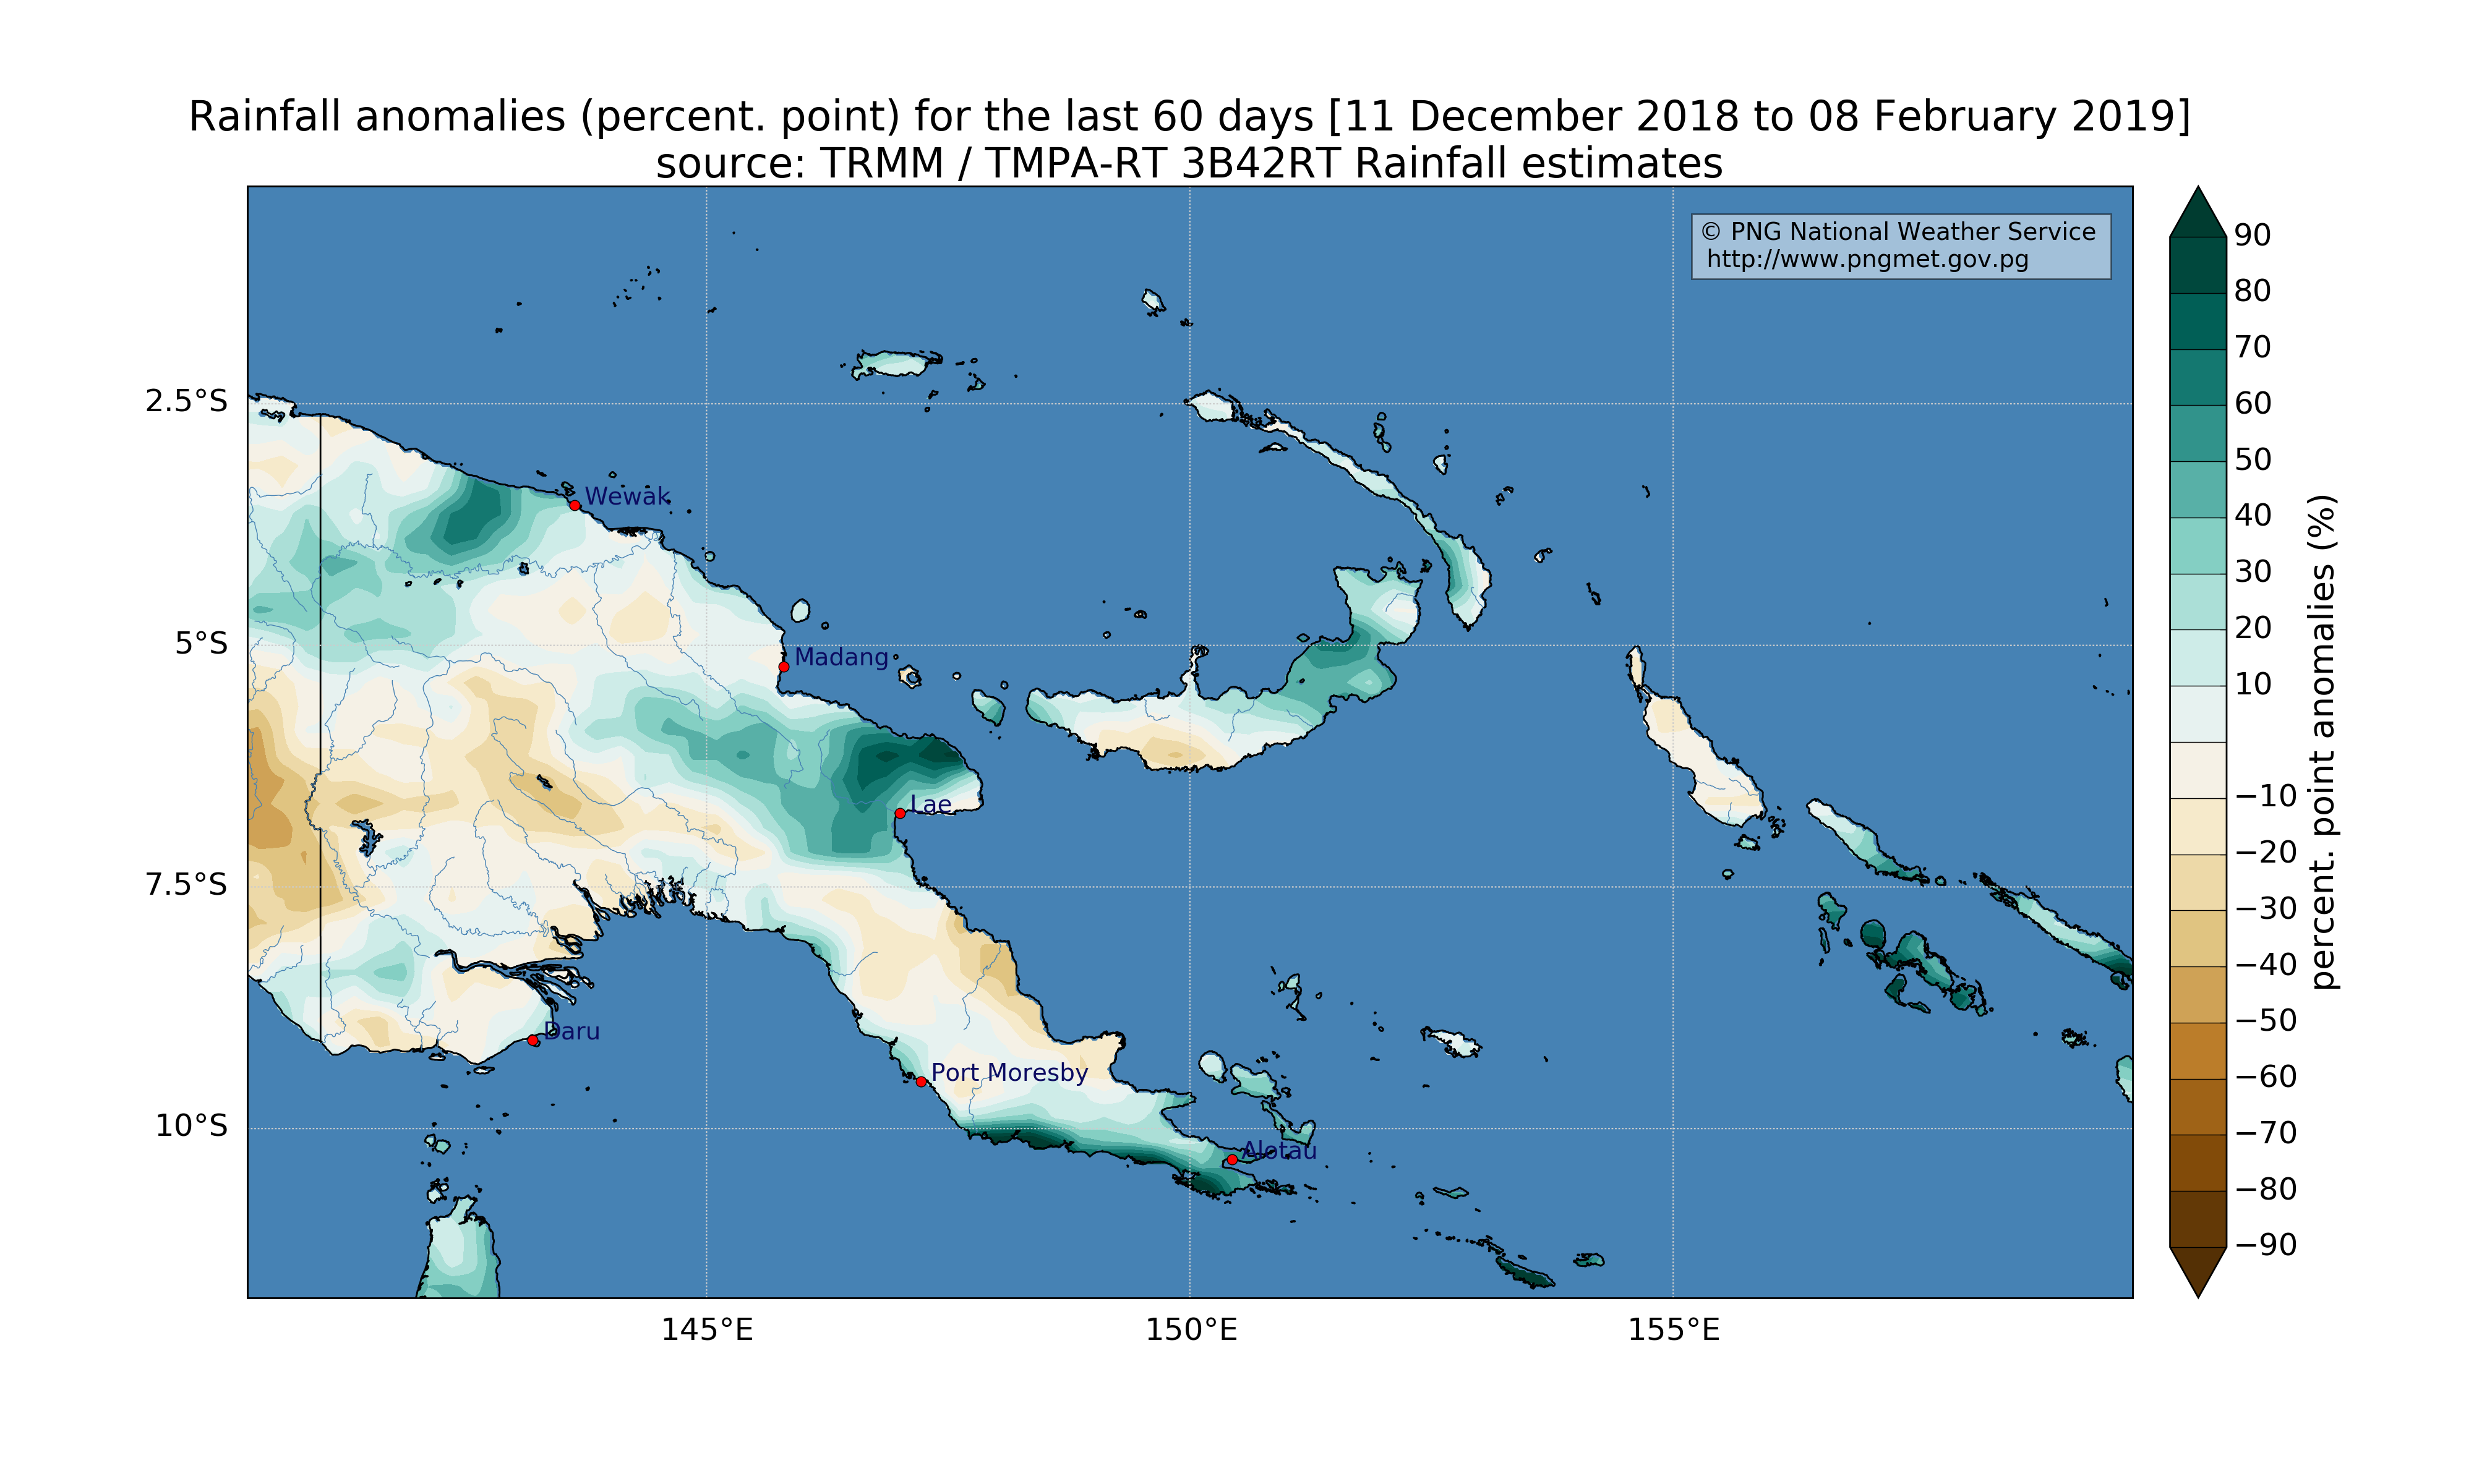 Rainfall anomalies (percent. point) for the last 60 days [11 December 2018 to 08 February 2019]
source: TRMM / TMPA-RT 3B42RT Rainfall estimates
© PNG National Weather Service
http://www.pngmet.gov.pg
2.5°S
5°S
7.5°S
10°S
Wewak
Madang
Lae
Daru
Port Moresby
Alotau
145°E
150°E
155°E
90
80
70
60
50
40
30
20
10
−10
−20
−30
−40
−50
−60
−70
−80
−90
percent. point anomalies (%)